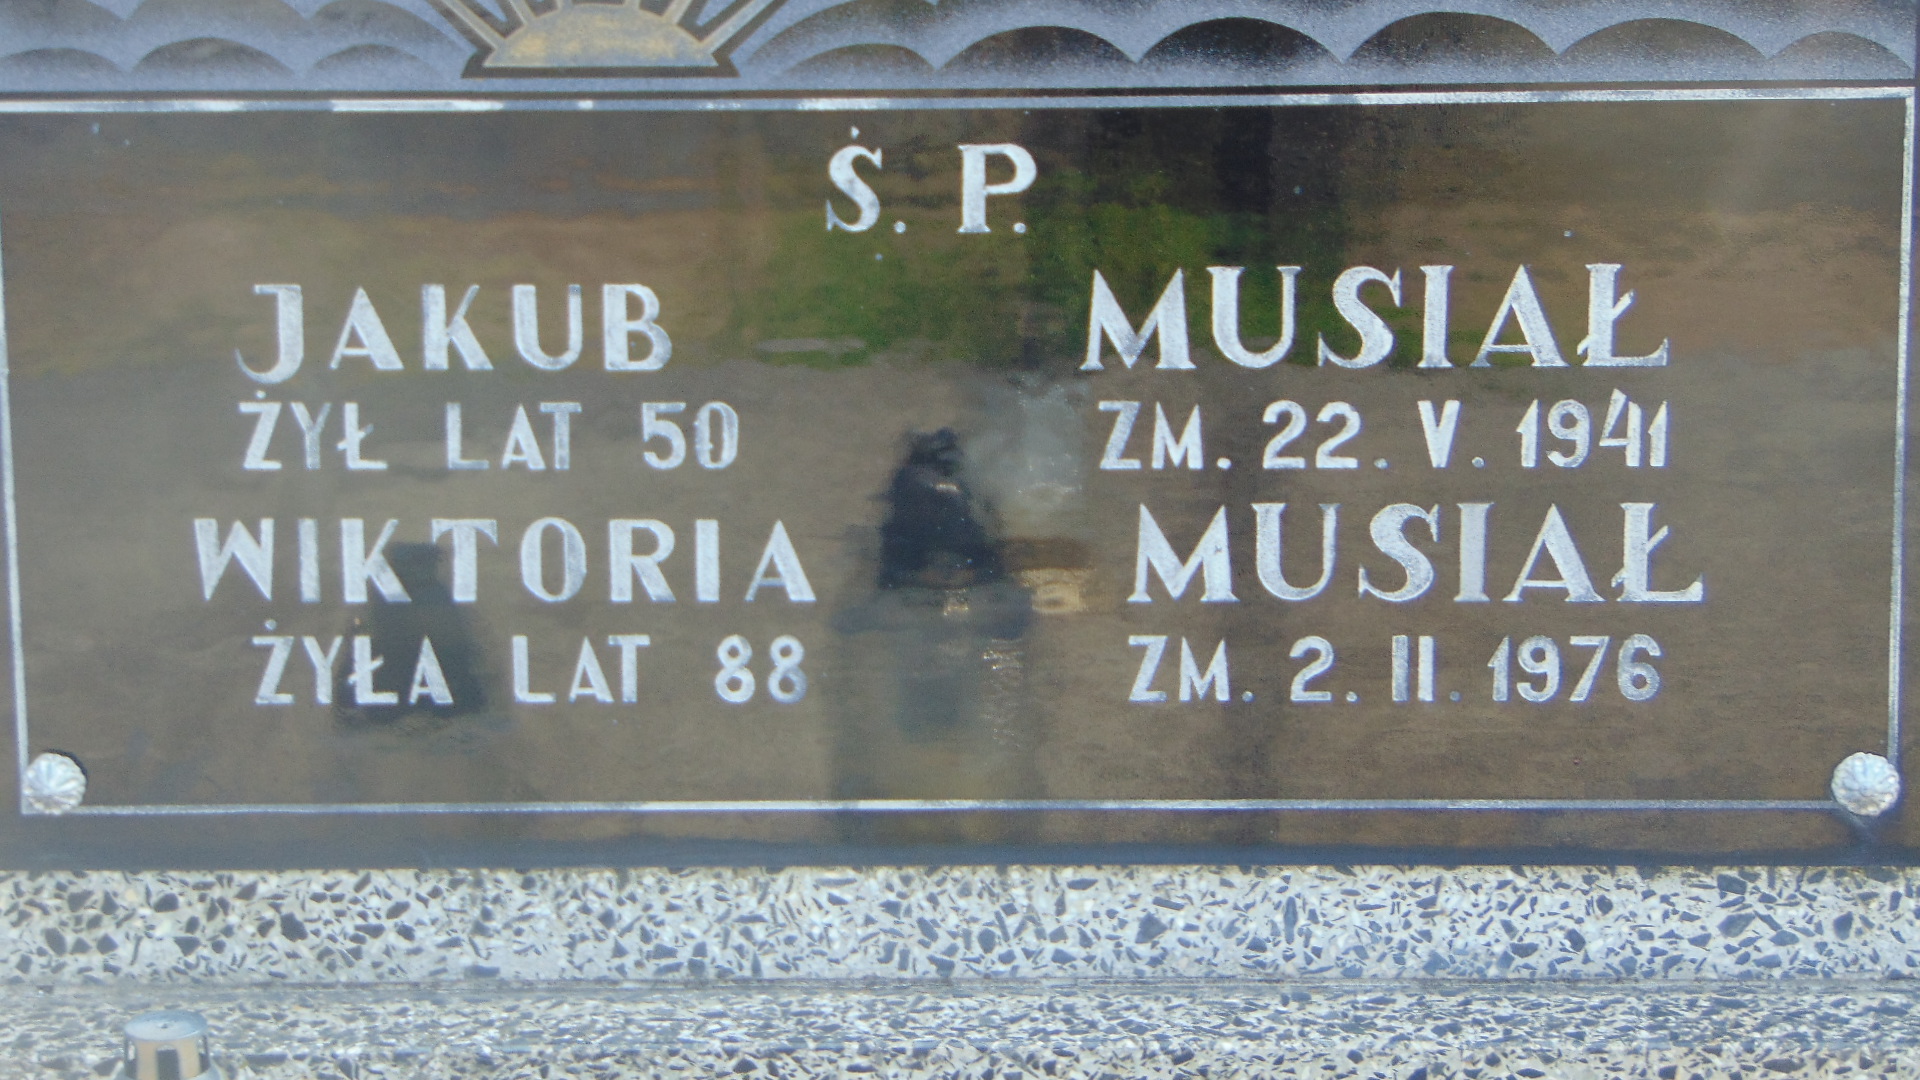 Ś. P.
JAKUB MUSIAŁ
ŻYŁ LAT 50 ZM. 22. V. 1941
WIKTORIA MUSIAŁ
ŻYŁA LAT 88 ZM. 2. II. 1976